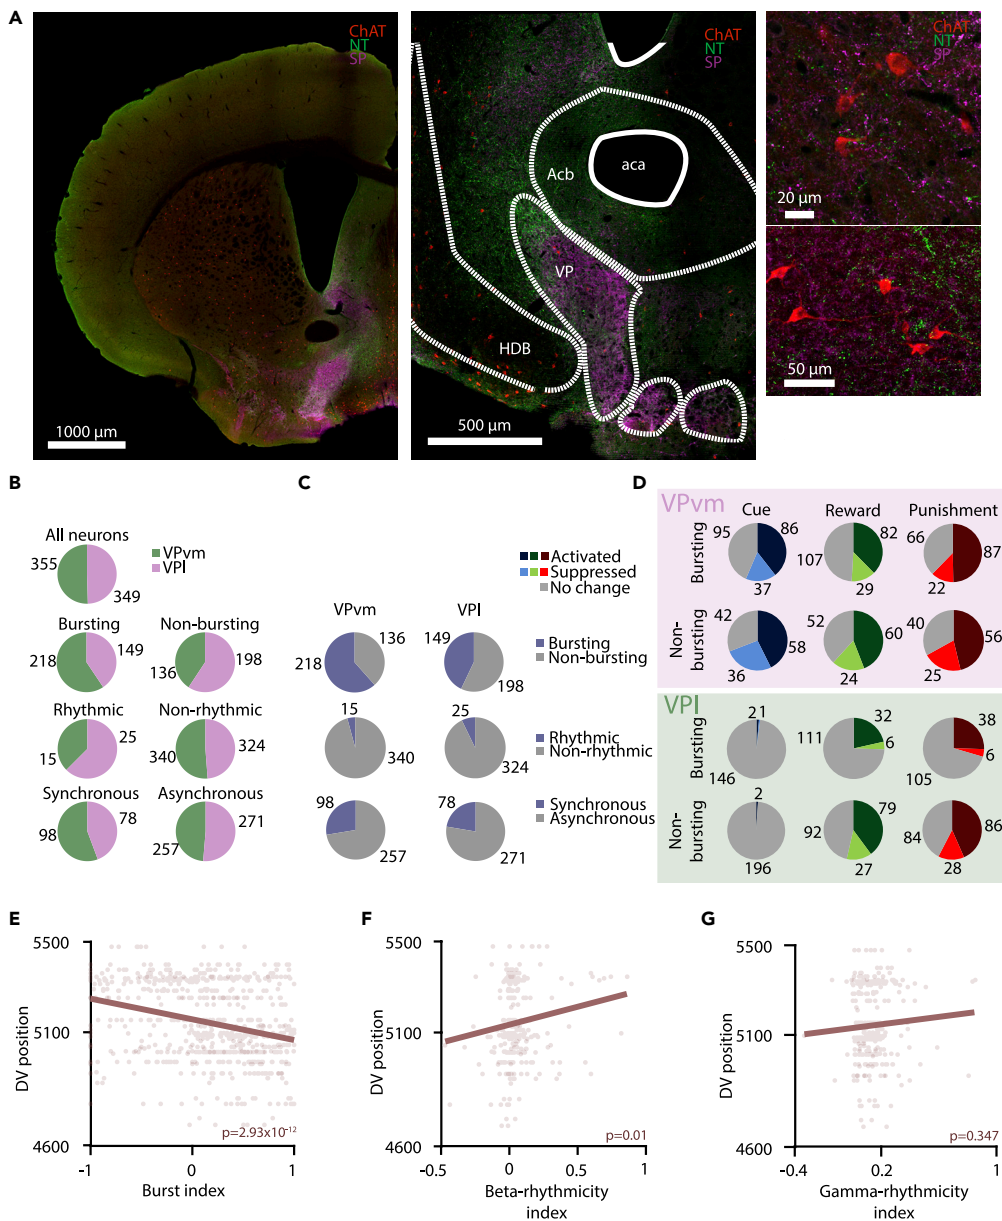 A
ChAT
NT
SP
1000 µm
ChAT
NT
SP
Acb
aca
VP
HDB
500 µm
ChAT
NT
SP
20 µm
50 µm
B
All neurons
355
349
VPvm
VPl
Bursting
Non-bursting
218
149
136
198
Rhythmic
Non-rhythmic
15
25
340
324
Synchronous
Asynchronous
98
78
257
271
C
Activated
Suppressed
No change
VPvm
VPl
218
136
149
198
Bursting
Non-bursting
15
340
25
324
Rhythmic
Non-rhythmic
98
257
78
271
Synchronous
Asynchronous
D
VPvm
Cue
Reward
Punishment
Bursting
95
86
37
107
82
29
66
87
22
Non-
bursting
42
58
36
52
60
24
40
56
25
VPl
Bursting
21
146
111
32
6
38
6
105
Non-
bursting
2
196
92
79
27
84
86
28
E
5500
5100
4600
DV position
p=2.93x10⁻¹²
-1
0
1
Burst index
F
5500
5100
4600
DV position
p=0.01
-0.5
0
0.5
1
Beta-rhythmicity
index
G
5500
5100
4600
DV position
p=0.347
-0.4
0.2
1
Gamma-rhythmicity
index